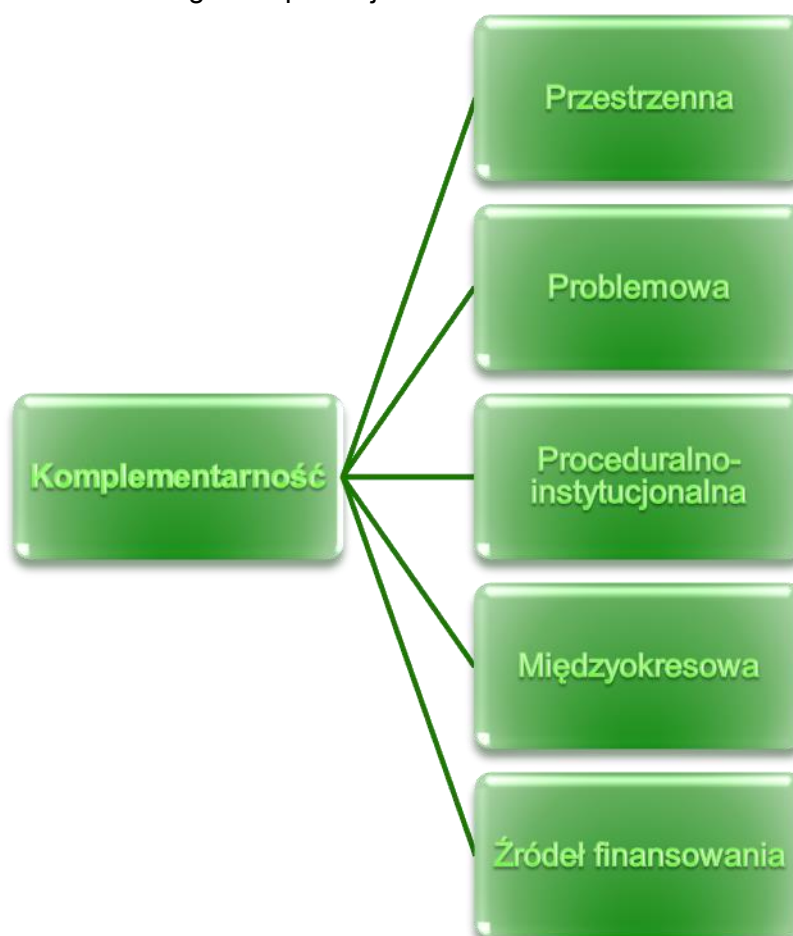 Przestrzenna
Problemowa
Komplementarność
Proceduralno-
instytucjonalna
Międzyokresowa
Źródeł finansowania